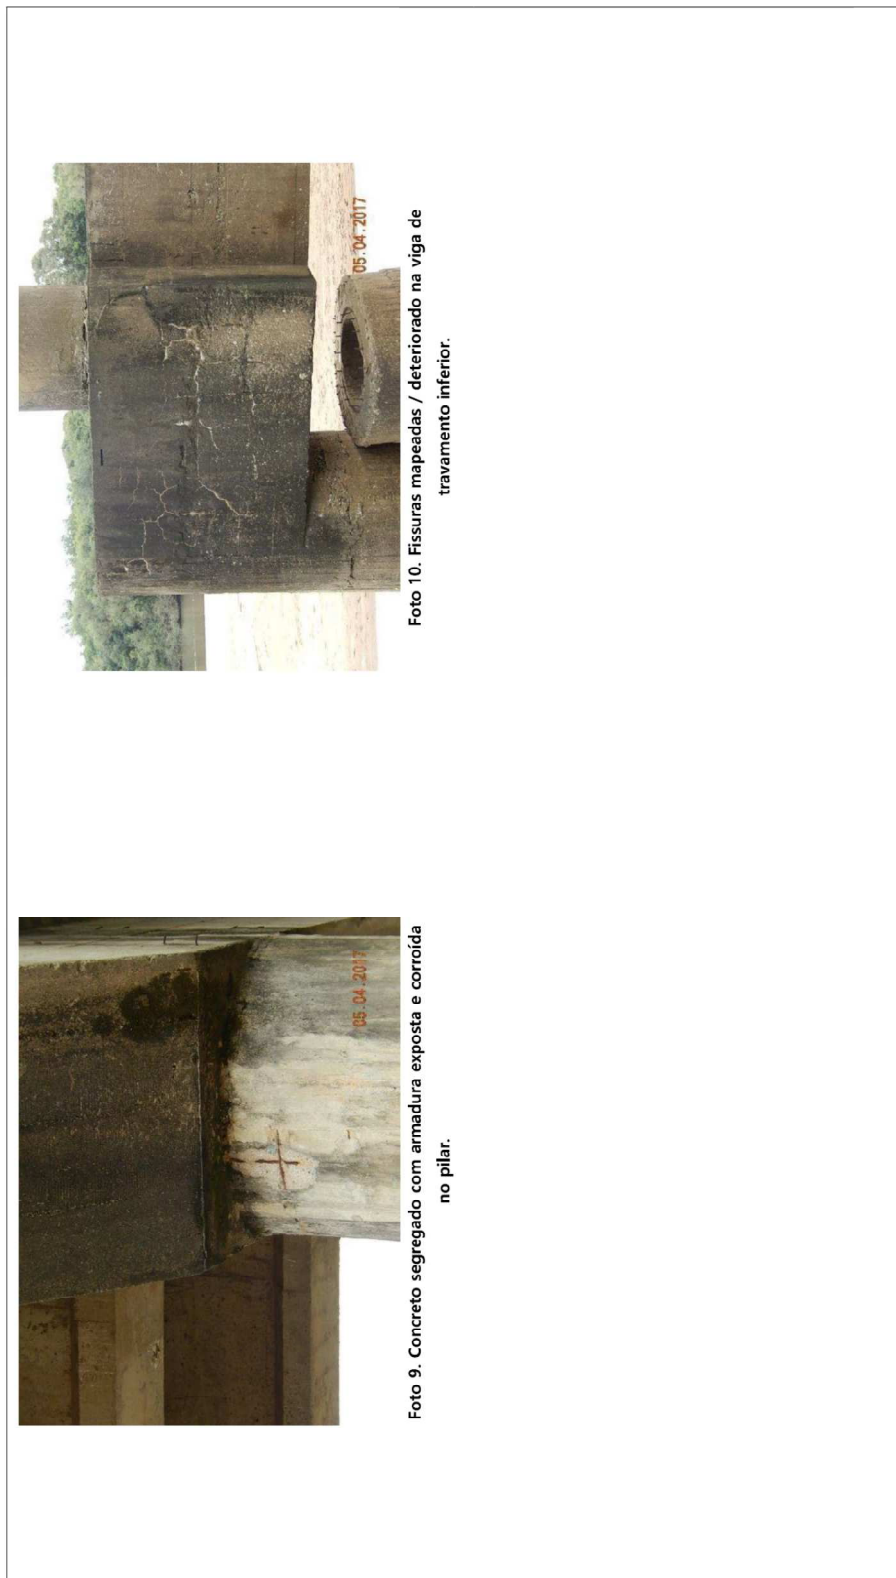 05.04.2017
Foto 9. Concreto segregado com armadura exposta e corroída
no pilar.
05.04.2017
Foto 10. Fissuras mapeadas / deteriorado na viga de
travamento inferior.